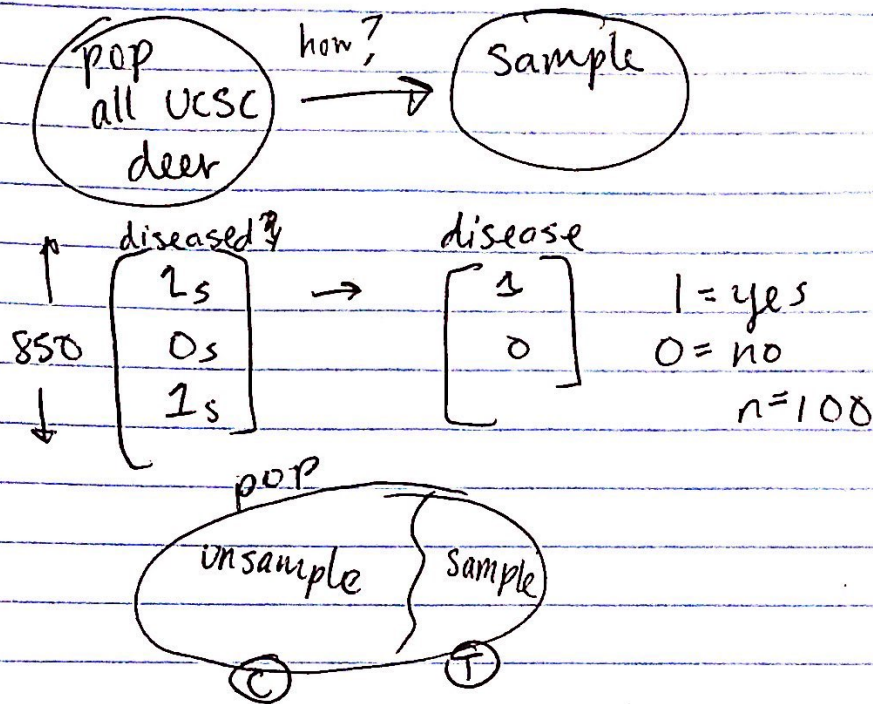 pop how? Sample
all UCSC
deer
diseased? disease
1s → 1 1 = yes
850 0s 0 0 = no
1s n = 100
pop
unsample sample
C T